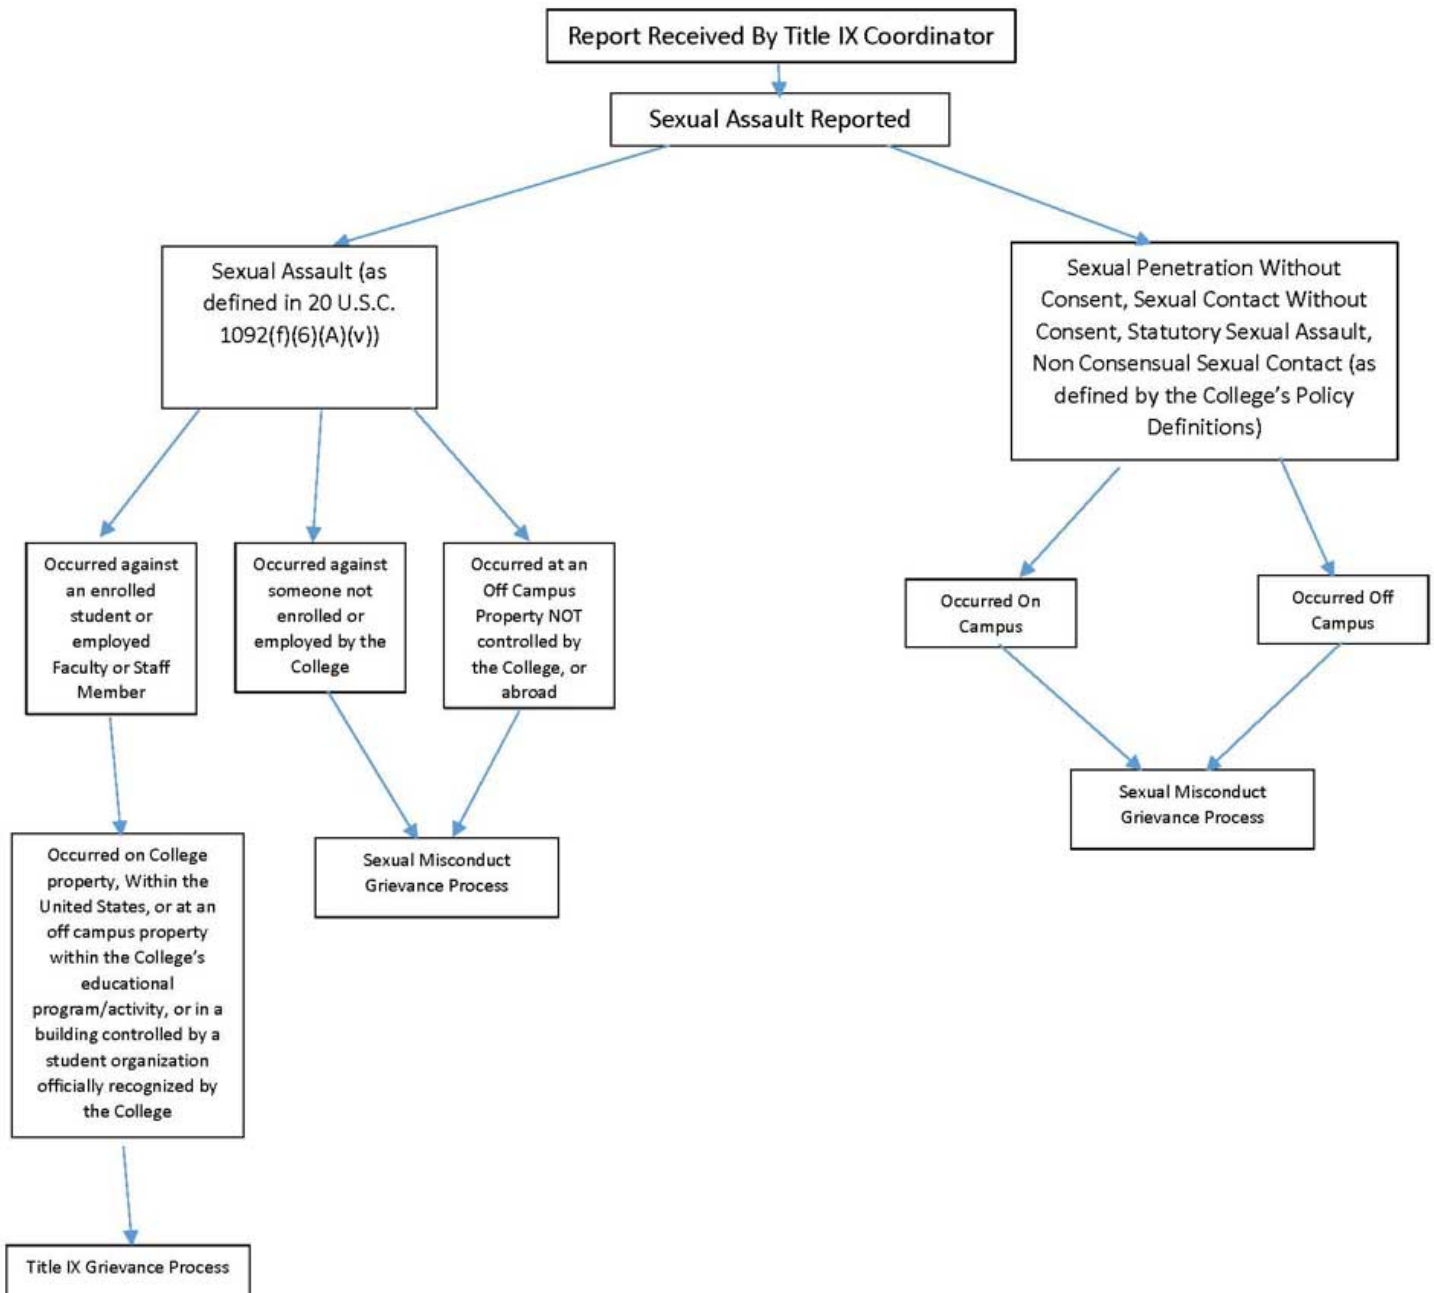 Report Received By Title IX Coordinator
Sexual Assault Reported
Sexual Assault (as
defined in 20 U.S.C.
1092(f)(6)(A)(v))
Sexual Penetration Without
Consent, Sexual Contact Without
Consent, Statutory Sexual Assault,
Non Consensual Sexual Contact (as
defined by the College's Policy
Definitions)
Occurred against
an enrolled
student or
employed
Faculty or Staff
Member
Occurred against
someone not
enrolled or
employed by the
College
Occurred at an
Off Campus
Property NOT
controlled by
the College, or
abroad
Occurred On
Campus
Occurred Off
Campus
Occurred on College
property, Within the
United States, or at an
off campus property
within the College's
educational
program/activity, or in a
building controlled by a
student organization
officially recognized by
the College
Sexual Misconduct
Grievance Process
Sexual Misconduct
Grievance Process
Title IX Grievance Process